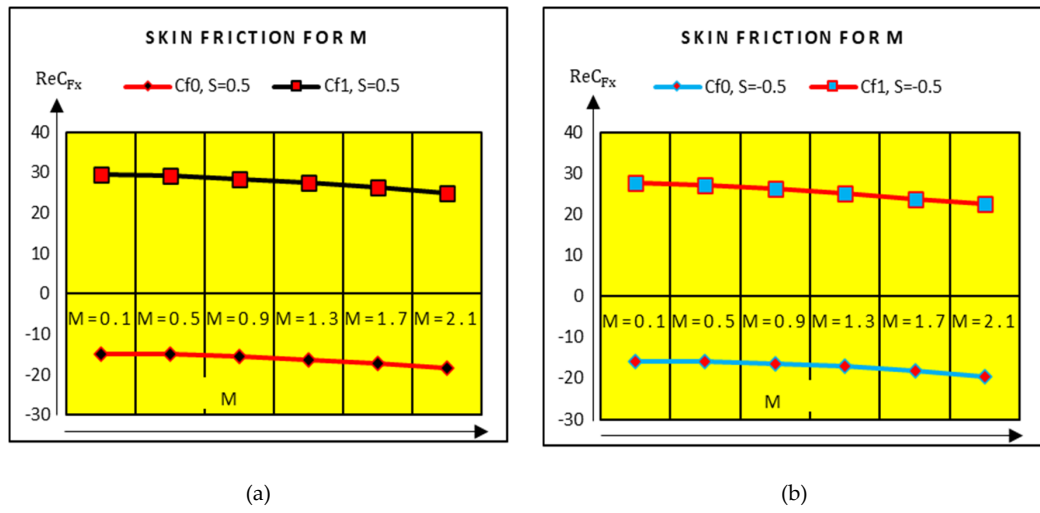 SKIN FRICTION FOR M
ReC_Fx
Cf0, S=0.5
Cf1, S=0.5
40
30
20
10
0
-10
-20
-30
M=0.1 M=0.5 M=0.9 M=1.3 M=1.7 M=2.1
M
(a)
SKIN FRICTION FOR M
ReC_Fx
Cf0, S=-0.5
Cf1, S=-0.5
40
30
20
10
0
-10
-20
-30
M=0.1 M=0.5 M=0.9 M=1.3 M=1.7 M=2.1
M
(b)